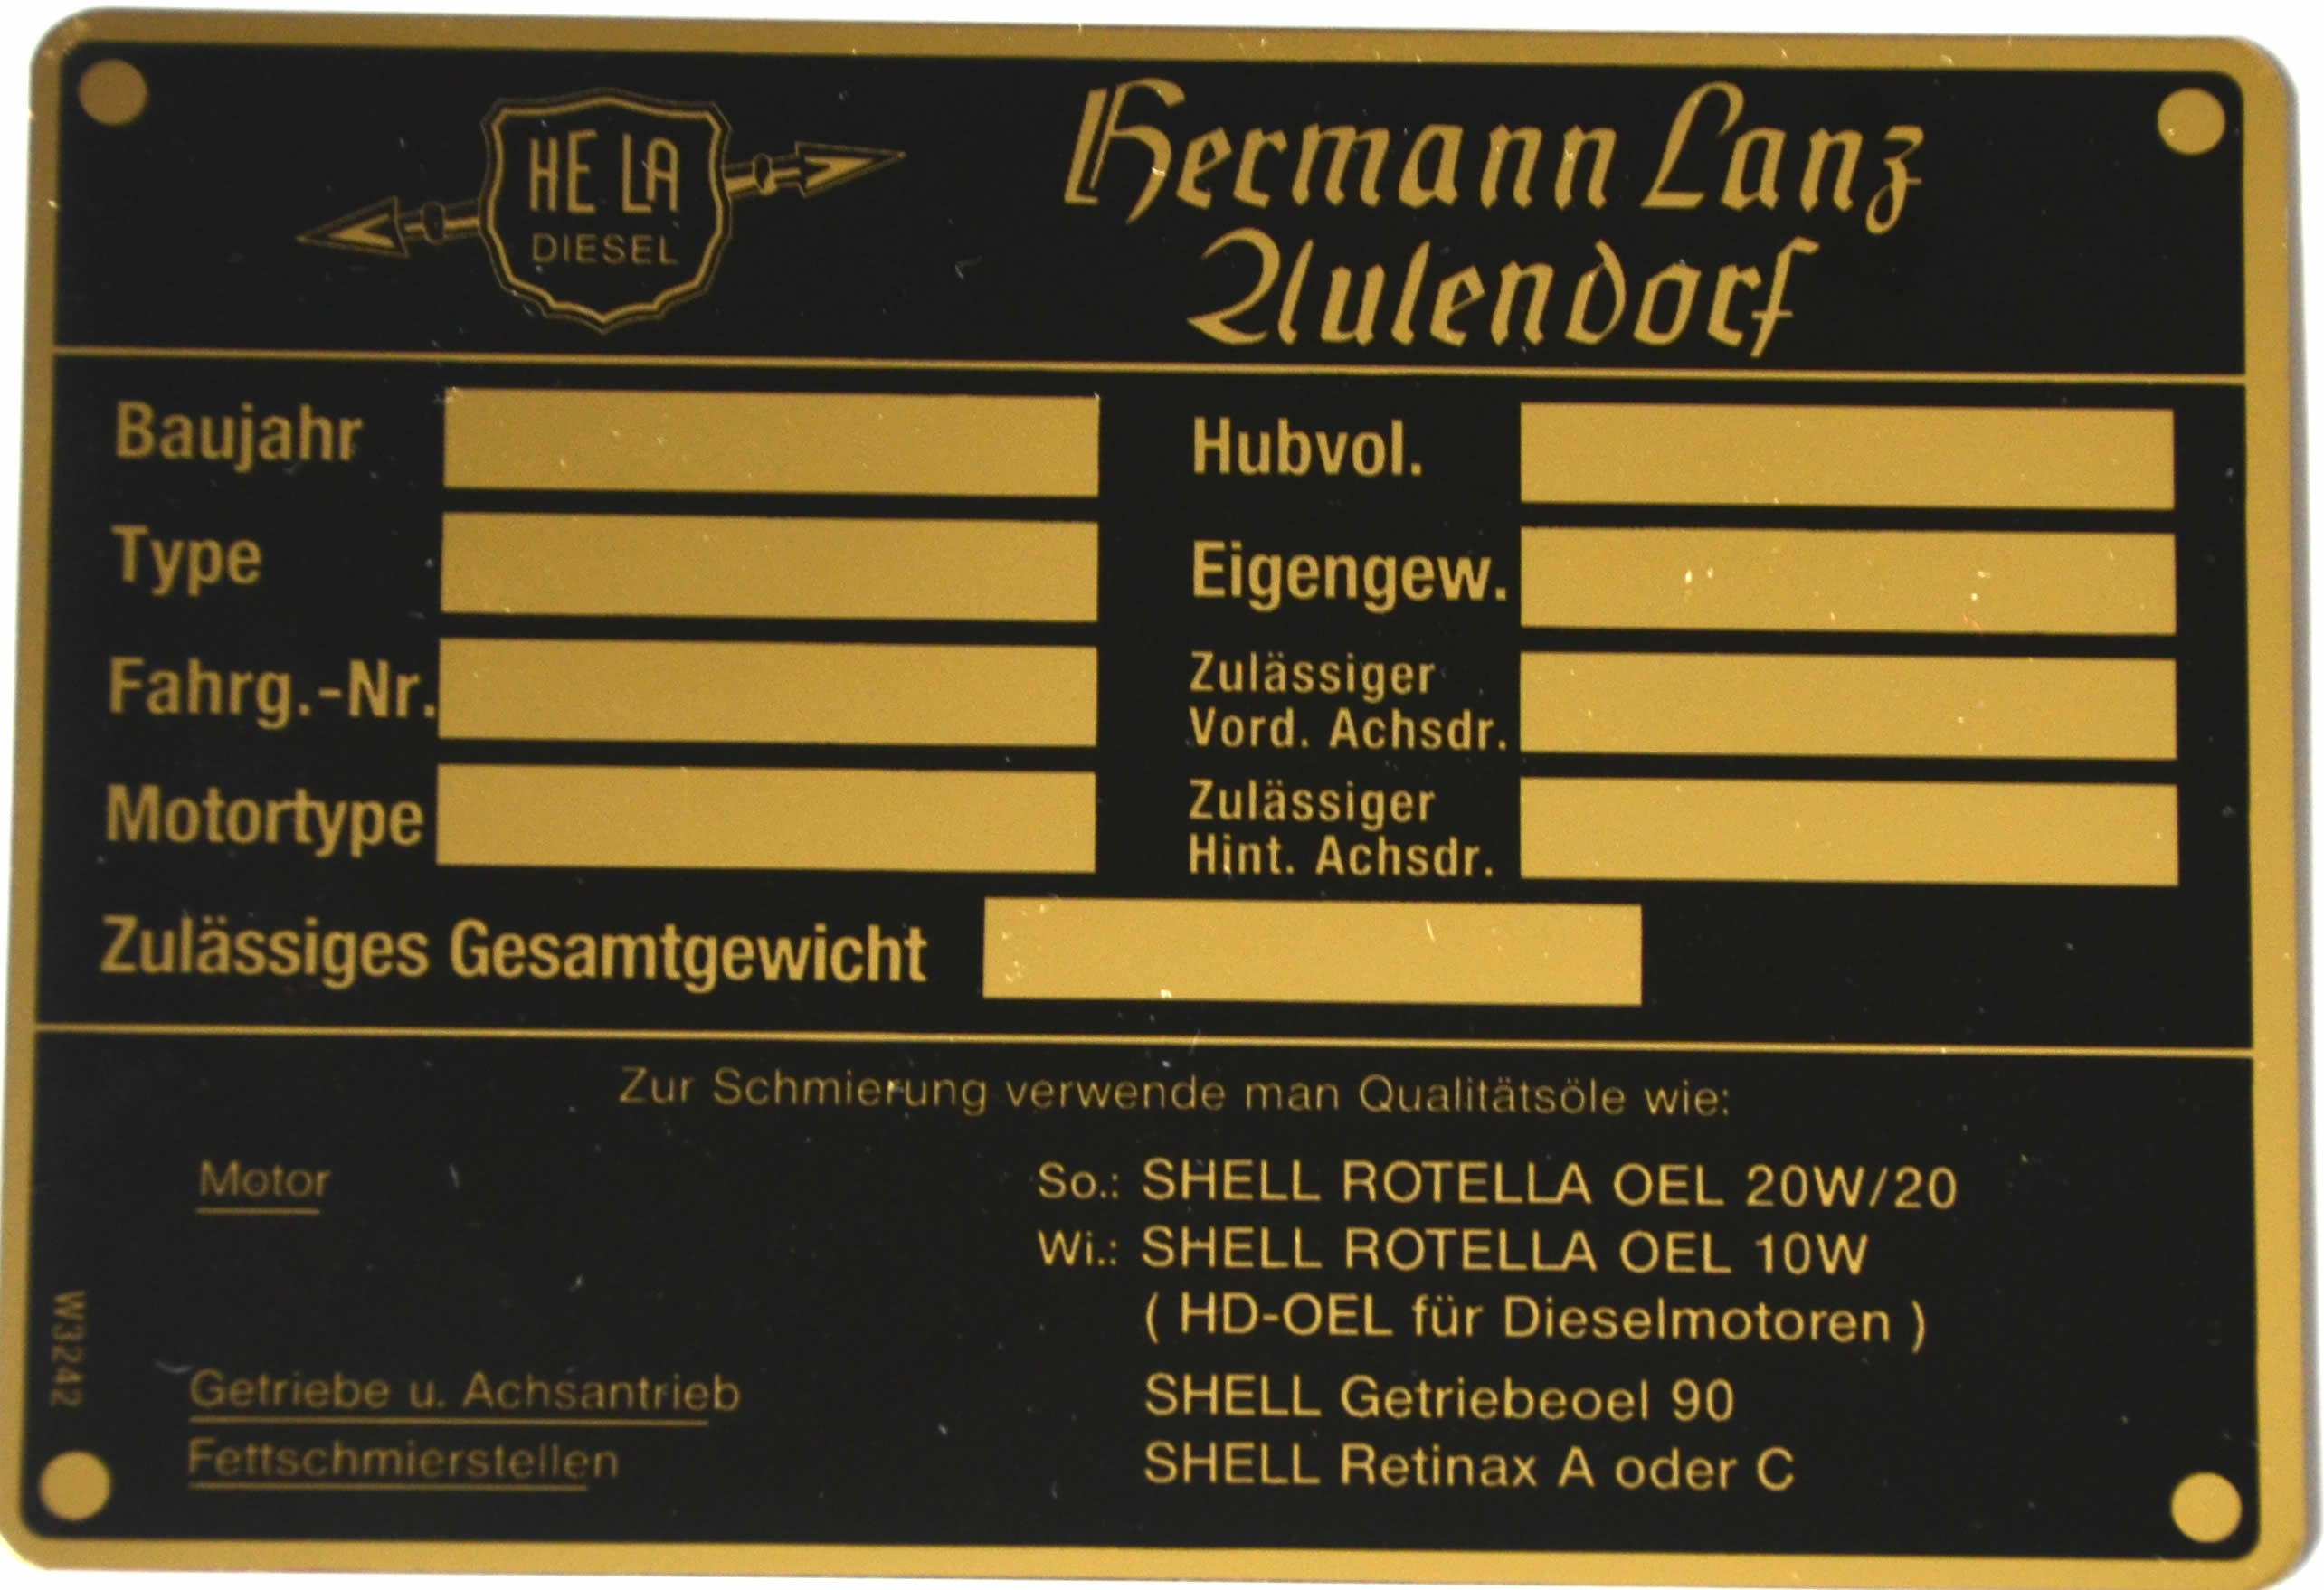 HELA
DIESEL
Hermann Lanz
Aulendorf
Baujahr
Hubvol.
Type
Eigengew.
Fahrg.-Nr.
Zulässiger
Vord. Achsdr.
Motortype
Zulässiger
Hint. Achsdr.
Zulässiges Gesamtgewicht
Zur Schmierung verwende man Qualitätsöle wie:
Motor
So.: SHELL ROTELLA OEL 20W/20
Wi.: SHELL ROTELLA OEL 10W
( HD-OEL für Dieselmotoren )
Getriebe u. Achsantrieb SHELL Getriebeoel 90
Fettschmierstellen SHELL Retinax A oder C
W3242